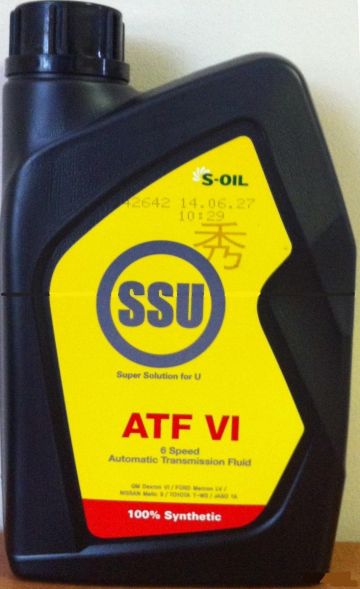 S-OIL
42642 14.06.27
10:29
秀
SSU
Super Solution for U
ATF VI
6 Speed
Automatic Transmission Fluid
GM Dexron VI / FORD Mercon LV /
NISSAN Matic S / TOYOTA T-WS / JASO 1A
100% Synthetic